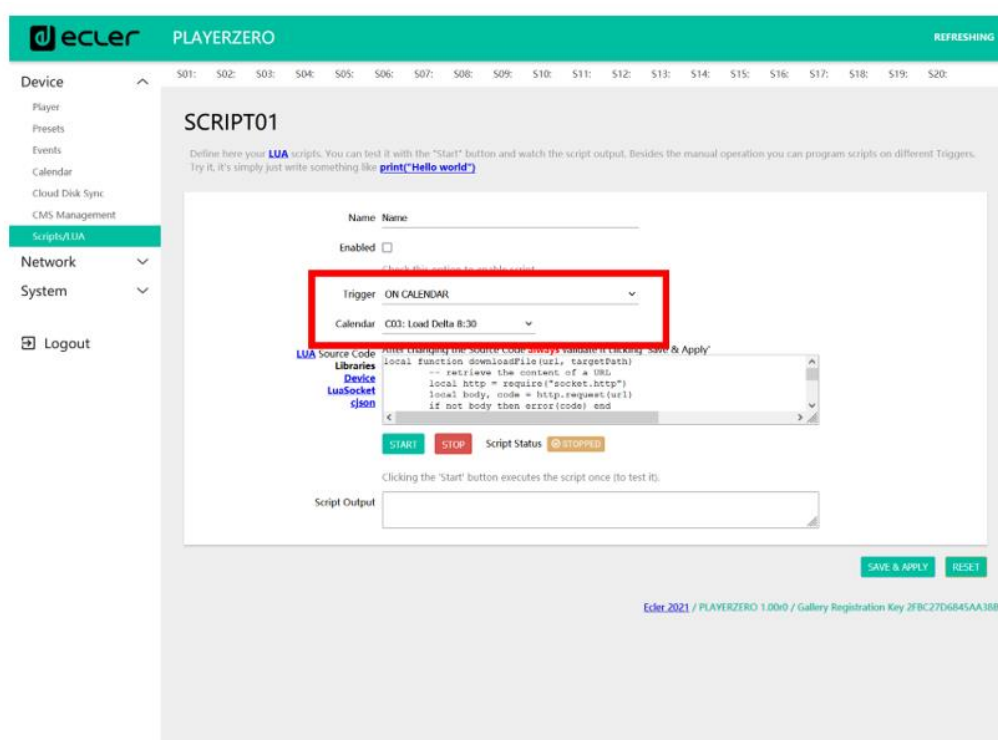 ecler
PLAYERZERO
REFRESHING
Device
Player
Presets
Events
Calendar
Cloud Disk Sync
CMS Management
Scripts/LUA
Network
System
Logout
S01: S02: S03: S04: S05: S06: S07: S08: S09: S10: S11: S12: S13: S14: S15: S16: S17: S18: S19: S20:
SCRIPT01
Define here your LUA scripts. You can test it with the "Start" button and watch the script output. Besides the manual operation you can program scripts on different Triggers.
Try it, it's simply just write something like print("Hello world")
Name Name
Enabled
Check this option to enable script
Trigger ON CALENDAR
Calendar C03: Load Delta 8:30
After changing the Source Code always validate it clicking 'Save & Apply'
LUA Source Code
Libraries
Device
LuaSocket
cjson
local function downloadFile(url, targetPath)
-- retrieve the content of a URL
local http = require("socket.http")
local body, code = http.request(url)
if not body then error(code) end
START STOP Script Status STOPPED
Clicking the 'Start' button executes the script once (to test it).
Script Output
SAVE & APPLY RESET
Ecler 2021 / PLAYERZERO 1.00r0 / Gallery Registration Key